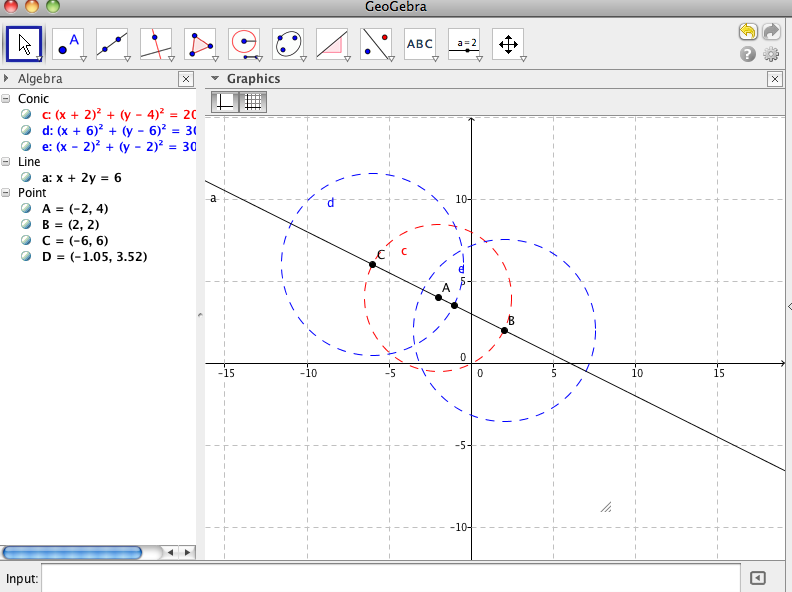 GeoGebra
A
ABC
a=2
Algebra
Graphics
Conic
c: (x + 2)² + (y − 4)² = 20
d: (x + 6)² + (y − 6)² = 30
e: (x − 2)² + (y − 2)² = 30
Line
a: x + 2y = 6
Point
A = (−2, 4)
B = (2, 2)
C = (−6, 6)
D = (−1.05, 3.52)
a
d
10
c
C
e
5
A
B
0
−15
−10
−5
0
5
10
15
−5
−10
Input: